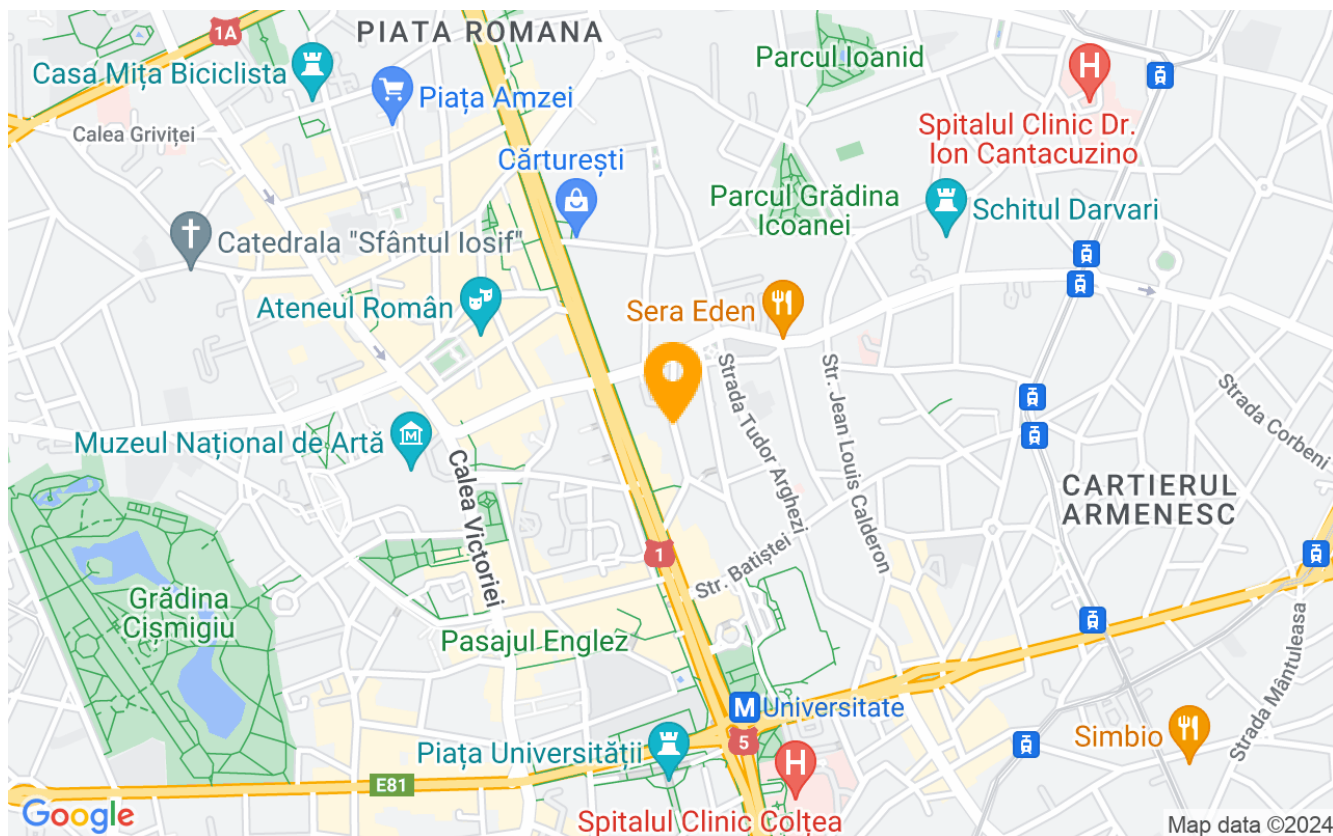 1A
PIATA ROMANA
Parcul Ioanid
H
Casa Mița Biciclista
Piața Amzei
Calea Griviței
Spitalul Clinic Dr.
Ion Cantacuzino
Cărturești
Parcul Grădina
Icoanei
Schitul Darvari
Catedrala "Sfântul Iosif"
Ateneul Român
Sera Eden
Strada Tudor Arghezi
Str. Jean Louis Calderon
Strada Corbeni
Muzeul Național de Artă
M
Calea Victoriei
CARTIERUL
ARMENESC
1
Str. Batiștei
Grădina
Cișmigiu
Pasajul Englez
Strada Mântuleasa
M
Universitate
Piața Universității
5
Simbio
E81
H
Google
Spitalul Clinic Colțea
Map data ©2024